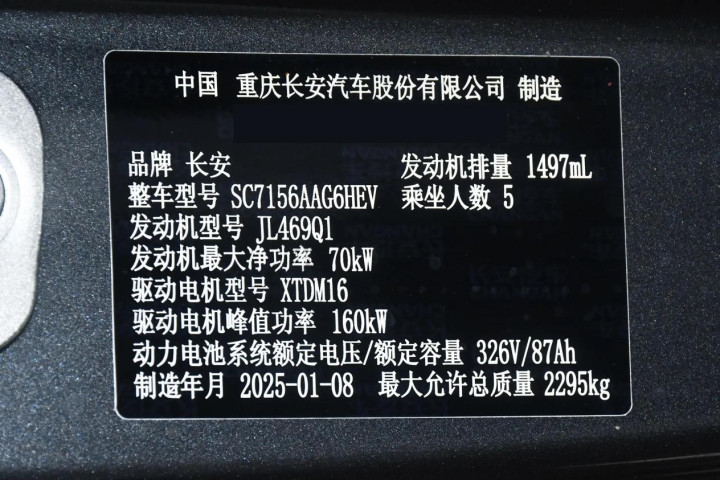 中国 重庆长安汽车股份有限公司 制造
品牌 长安 发动机排量 1497mL
整车型号 SC7156AAG6HEV 乘坐人数 5
发动机型号 JL469Q1
发动机最大净功率 70kW
驱动电机型号 XTDM16
驱动电机峰值功率 160kW
动力电池系统额定电压/额定容量 326V/87Ah
制造年月 2025-01-08 最大允许总质量 2295kg